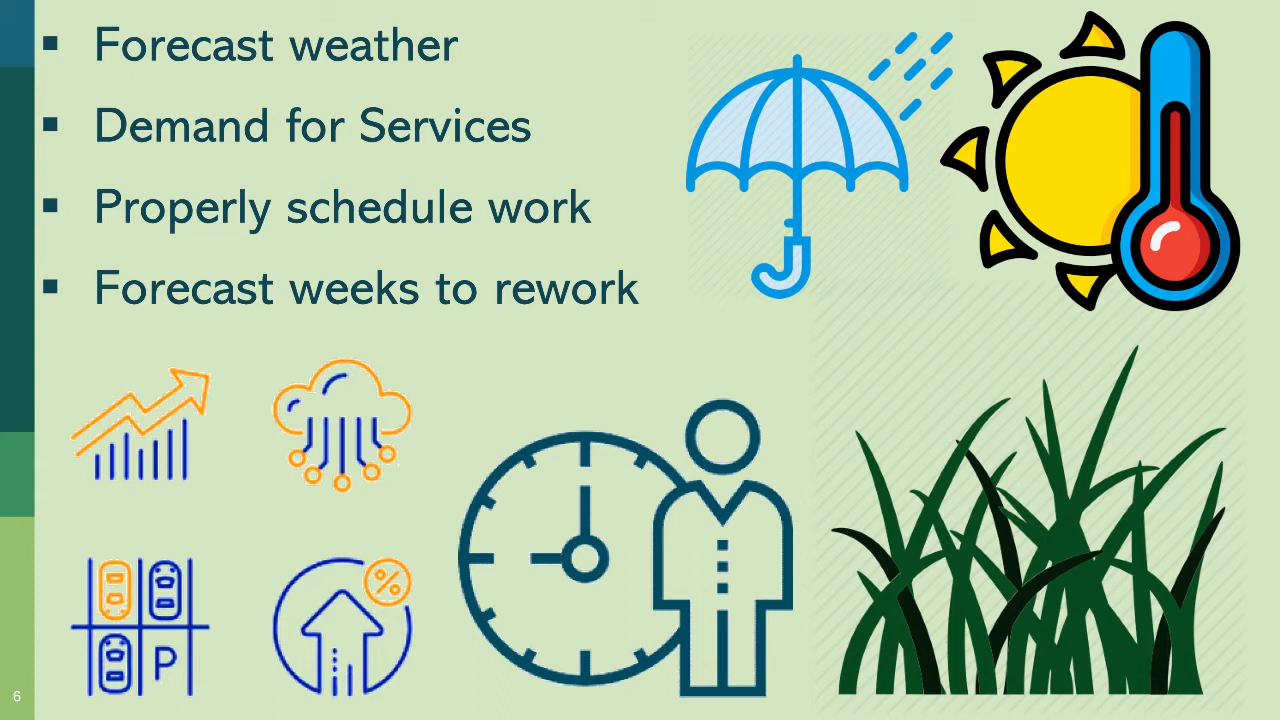 ▪ Forecast weather
▪ Demand for Services
▪ Properly schedule work
▪ Forecast weeks to rework
%
P
6